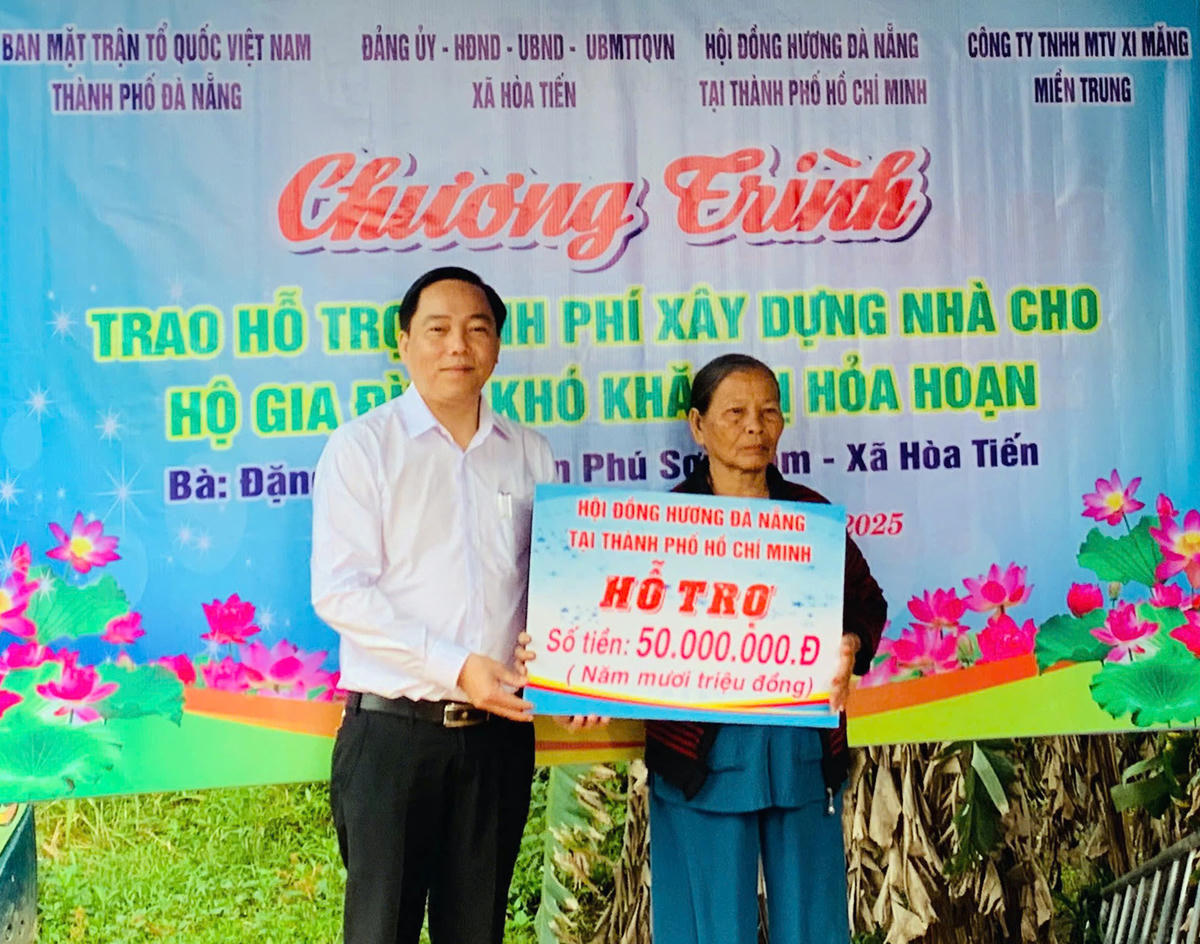 BAN MẶT TRẬN TỔ QUỐC VIỆT NAM
THÀNH PHỐ ĐÀ NẴNG
ĐẢNG ỦY - HĐND - UBND - UBMTTQVN
XÃ HÒA TIẾN
HỘI ĐỒNG HƯƠNG ĐÀ NẴNG
TẠI THÀNH PHỐ HỒ CHÍ MINH
CÔNG TY TNHH MTV XI MĂNG
MIỀN TRUNG
Chương Trình
TRAO HỖ TRỢ PHÍ XÂY DỰNG NHÀ CHO
HỘ GIA KHÓ HỎA HOẠN
Bà: Phú - Xã Hòa Tiến
2025
HỘI ĐỒNG HƯƠNG ĐÀ NẴNG
TẠI THÀNH PHỐ HỒ CHÍ MINH
HỖ TRỢ
Số tiền: 50.000.000.Đ
( Năm mươi triệu đồng)